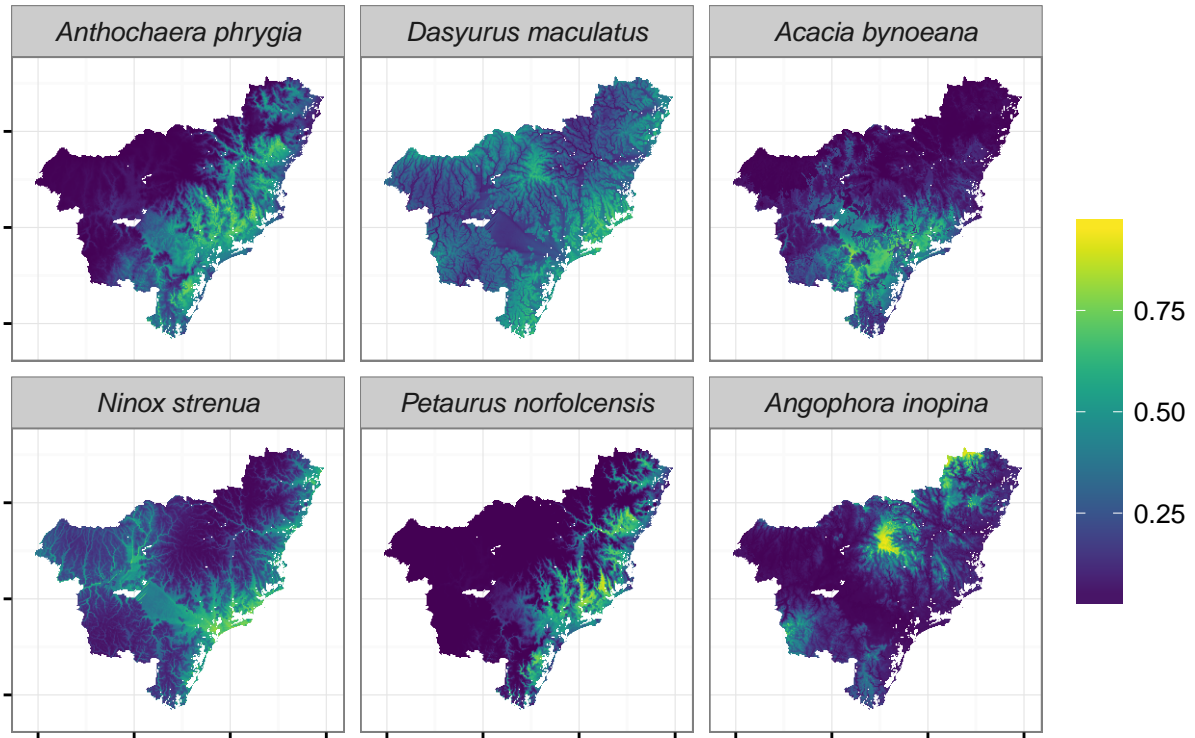 Anthochaera phrygia
Dasyurus maculatus
Acacia bynoeana
Ninox strenua
Petaurus norfolcensis
Angophora inopina
0.75
0.50
0.25